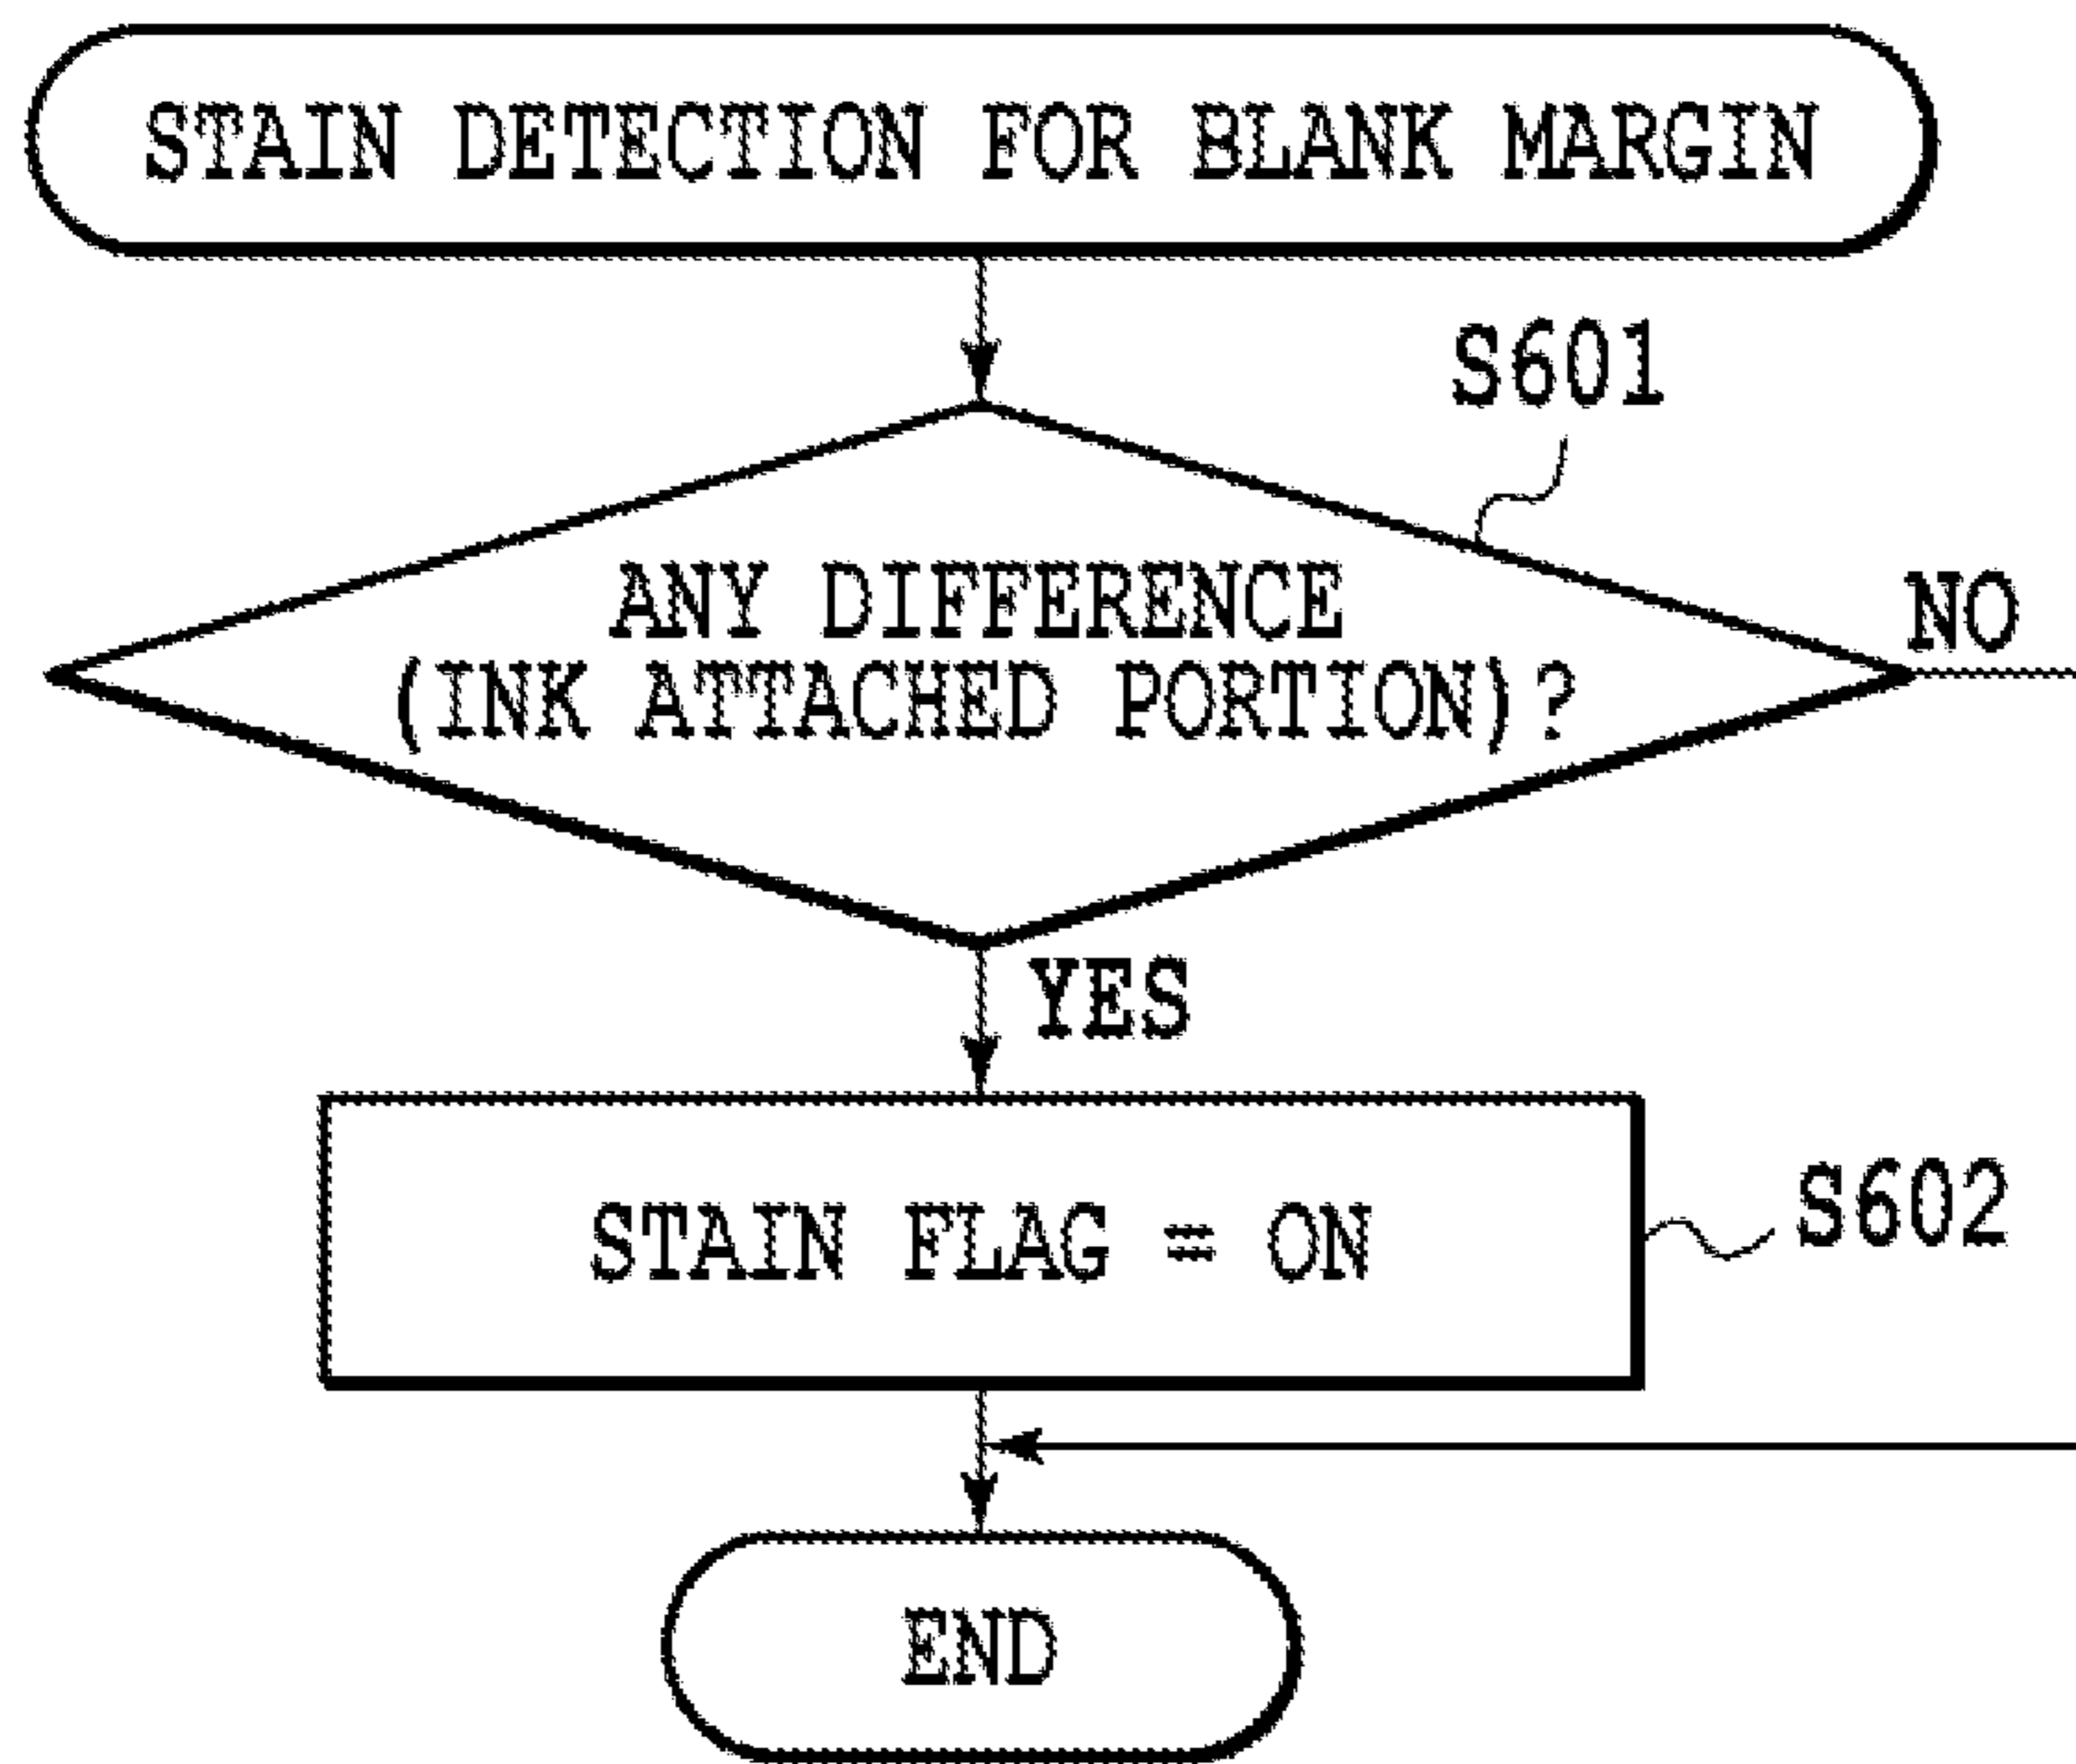 STAIN DETECTION FOR BLANK MARGIN
S601
ANY DIFFERENCE
(INK ATTACHED PORTION)?
NO
YES
STAIN FLAG = ON
S602
END